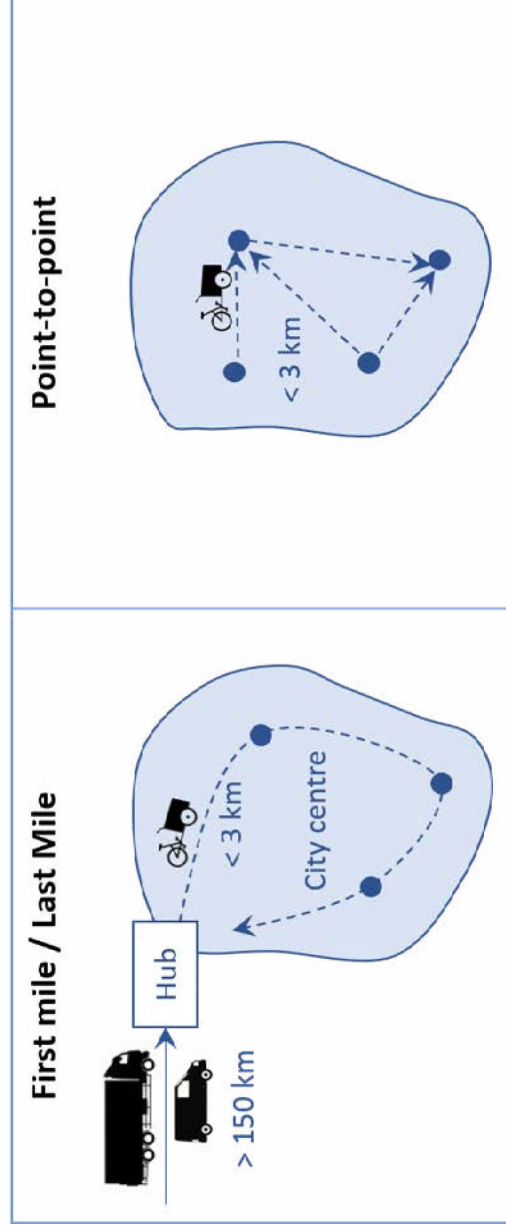 First mile / Last Mile
Hub
> 150 km
< 3 km
City centre
Point-to-point
< 3 km